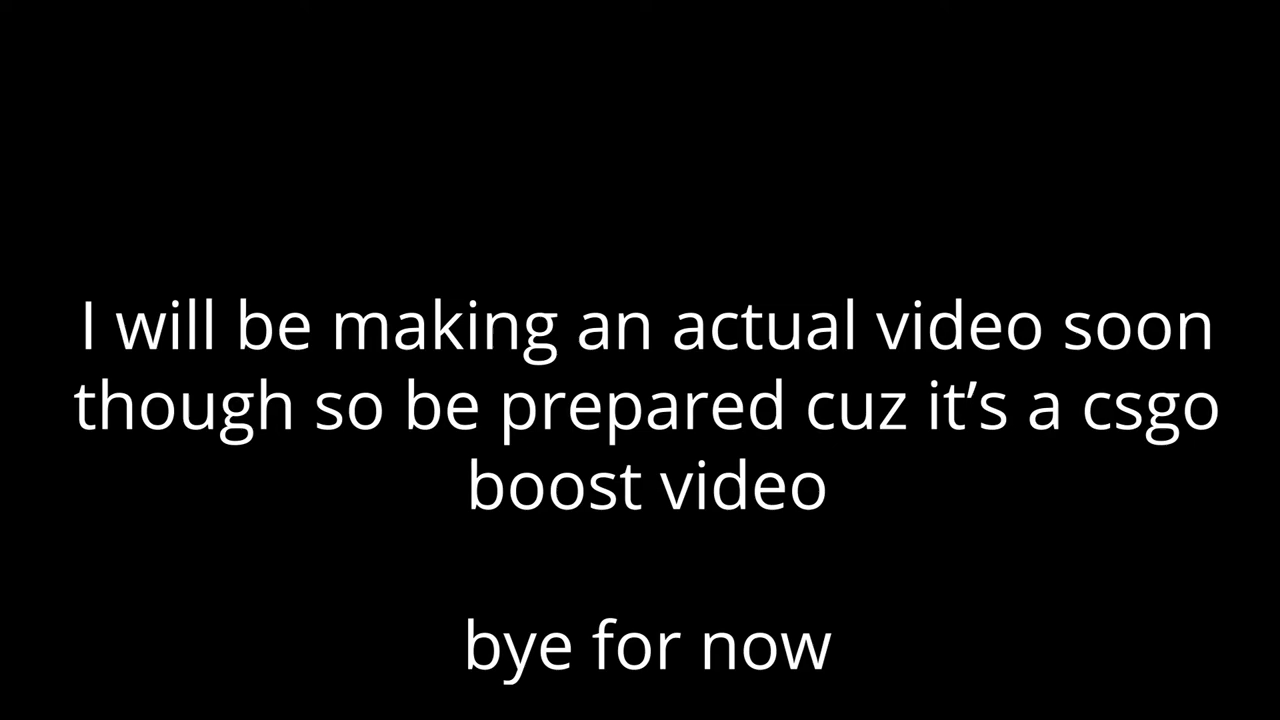 I will be making an actual video soon
though so be prepared cuz it’s a csgo
boost video
bye for now